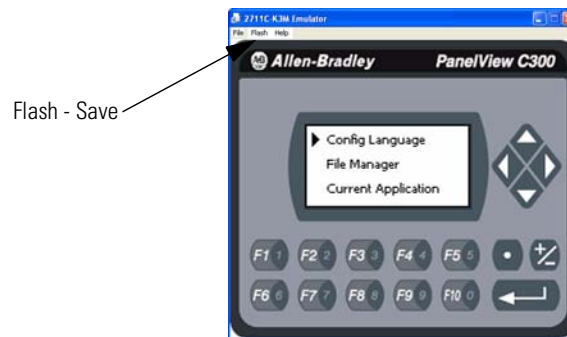 2711C-K3M Emulator
File Flash Help
AB Allen-Bradley PanelView C300
Flash - Save
Config Language
File Manager
Current Application
F1 1 F2 2 F3 3 F4 4 F5 5 • +/-
F6 6 F7 7 F8 8 F9 9 F10 0